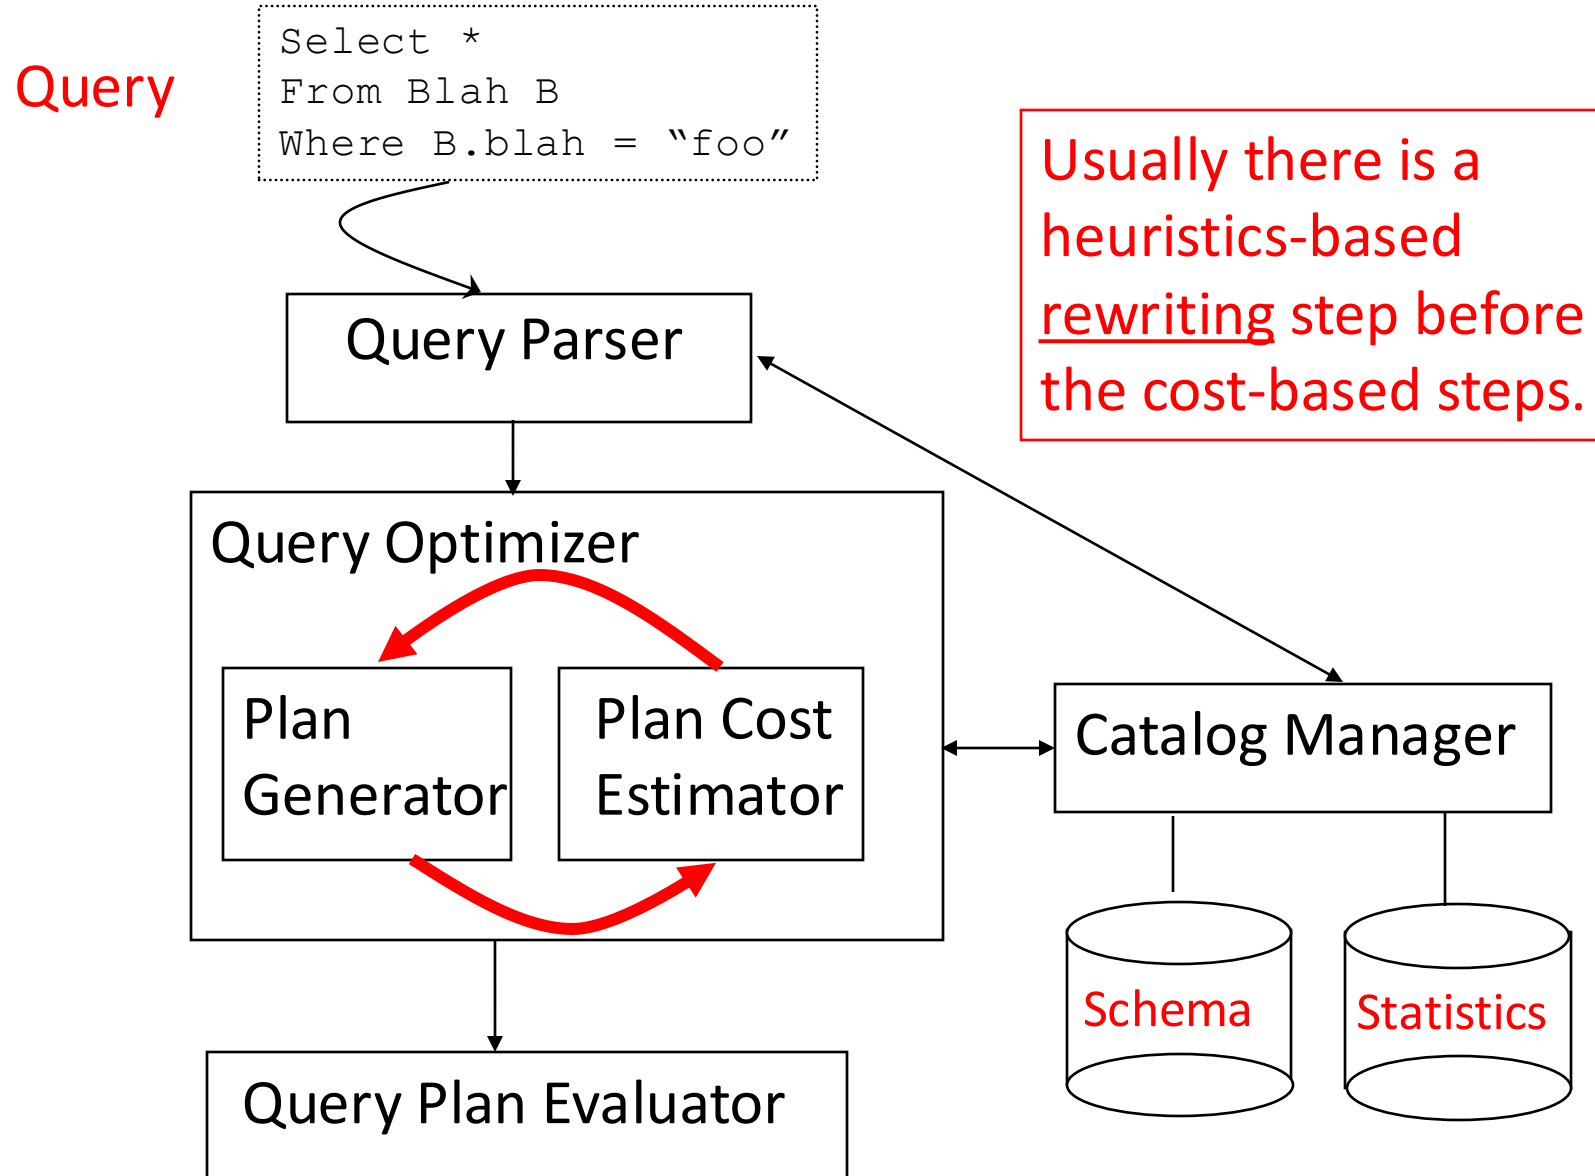 Query
Select *
From Blah B
Where B.blah = “foo”
Usually there is a
heuristics-based
rewriting step before
the cost-based steps.
Query Parser
Query Optimizer
Plan
Generator
Plan Cost
Estimator
Catalog Manager
Schema
Statistics
Query Plan Evaluator